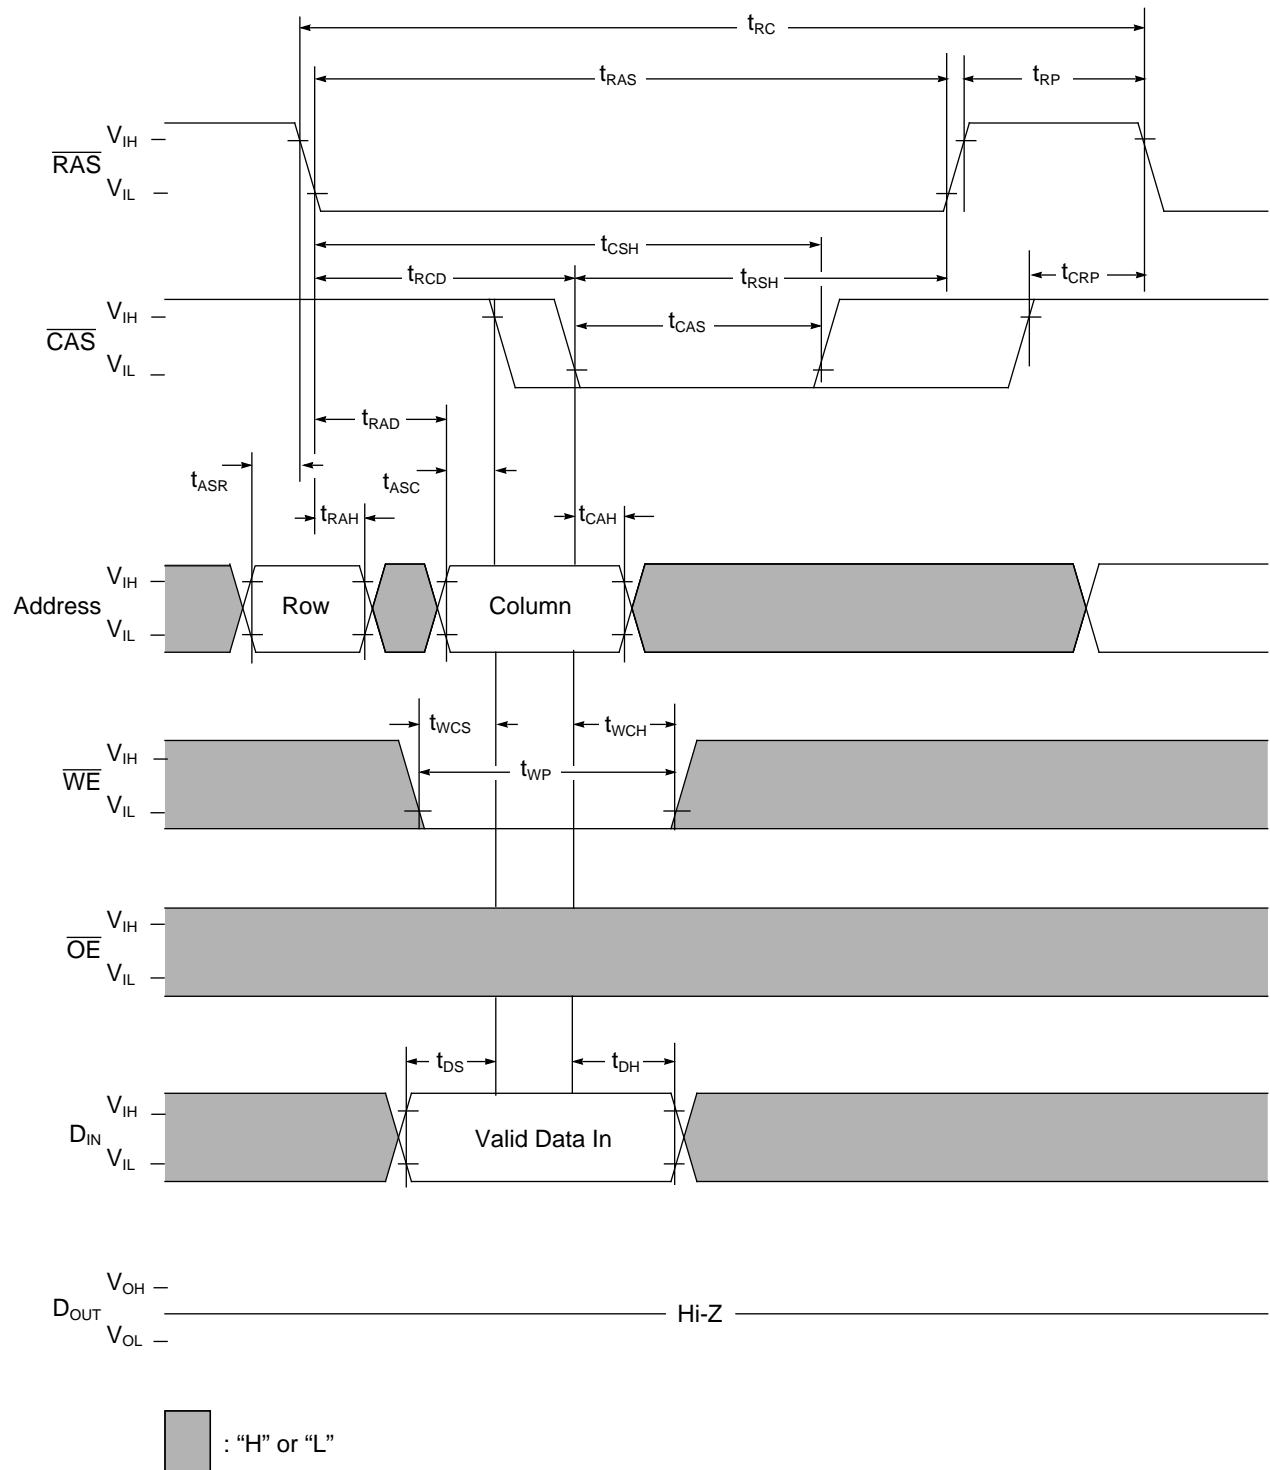 tRC
tRAS
tRP
VIH
RAS
VIL
tCSH
tRCD
tRSH
tCRP
VIH
tCAS
CAS
VIL
tRAD
tASR
tASC
tRAH
tCAH
VIH
Address
Row
Column
VIL
tWCS
tWCH
VIH
tWP
WE
VIL
VIH
OE
VIL
tDS
tDH
VIH
DIN
Valid Data In
VIL
VOH
DOUT
Hi-Z
VOL
: “H” or “L”